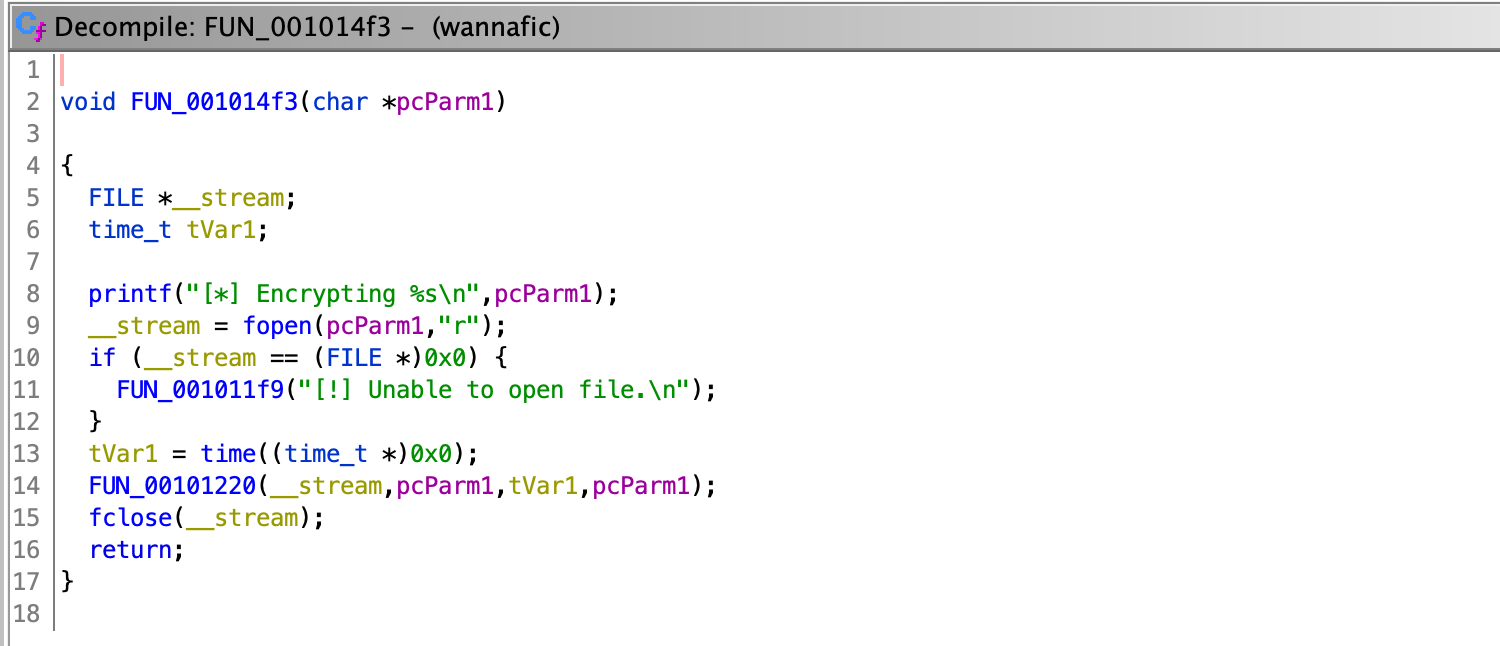 Decompile: FUN_001014f3 – (wannafic)
1
2 void FUN_001014f3(char *pcParm1)
3
4 {
5   FILE *__stream;
6   time_t tVar1;
7
8   printf("[*] Encrypting %s\n",pcParm1);
9   __stream = fopen(pcParm1,"r");
10   if (__stream == (FILE *)0x0) {
11     FUN_001011f9("[!] Unable to open file.\n");
12   }
13   tVar1 = time((time_t *)0x0);
14   FUN_00101220(__stream,pcParm1,tVar1,pcParm1);
15   fclose(__stream);
16   return;
17 }
18